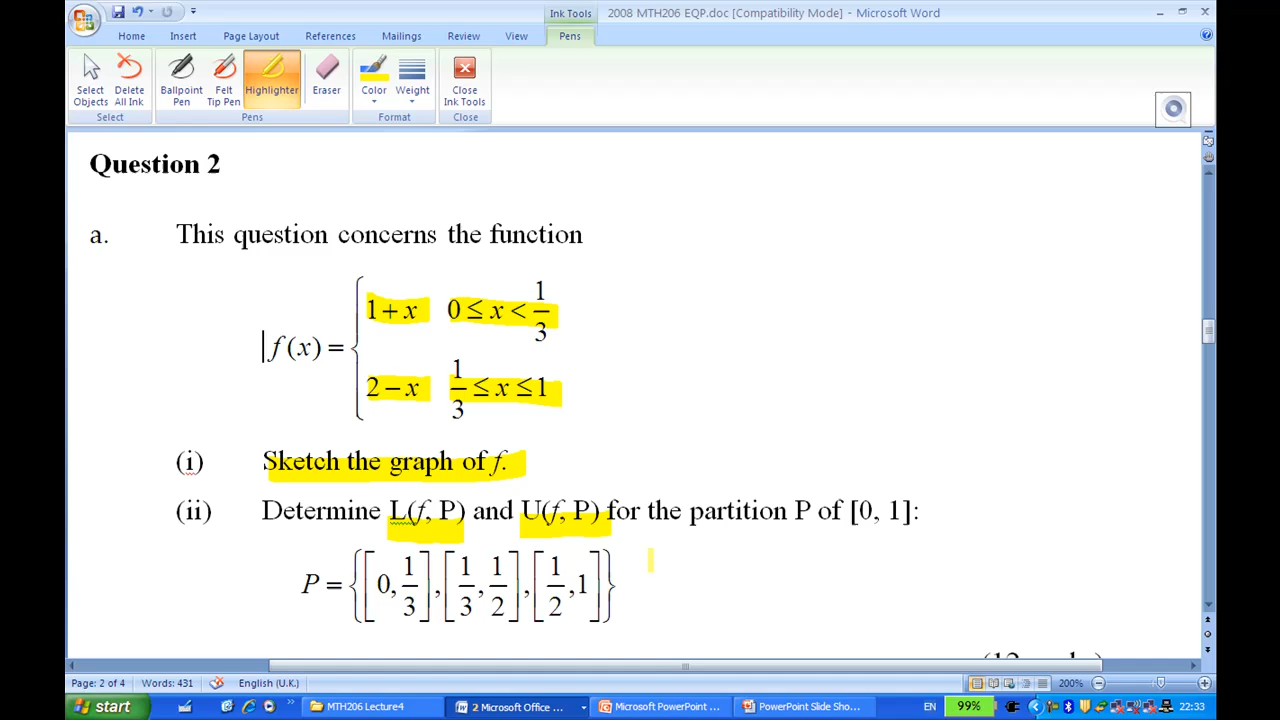 Ink Tools
2008 MTH206 EQP.doc [Compatibility Mode] - Microsoft Word
Home Insert Page Layout References Mailings Review View Pens
Select Objects
Delete All Ink
Ballpoint Pen
Felt Tip Pen
Highlighter
Eraser
Color
Weight
Close Ink Tools
Select Pens Format Close
Question 2
a. This question concerns the function
f(x) = { 1 + x 0 ≤ x < 1/3
2 − x 1/3 ≤ x ≤ 1
(i) Sketch the graph of f.
(ii) Determine L(f, P) and U(f, P) for the partition P of [0, 1]:
P = {[0, 1/3], [1/3, 1/2], [1/2, 1]}
Page: 2 of 4 Words: 431 English (U.K.) 200%
start MTH206 Lecture4 2 Microsoft Office ... Microsoft PowerPoint ... PowerPoint Slide Sho... EN 99% 22:33